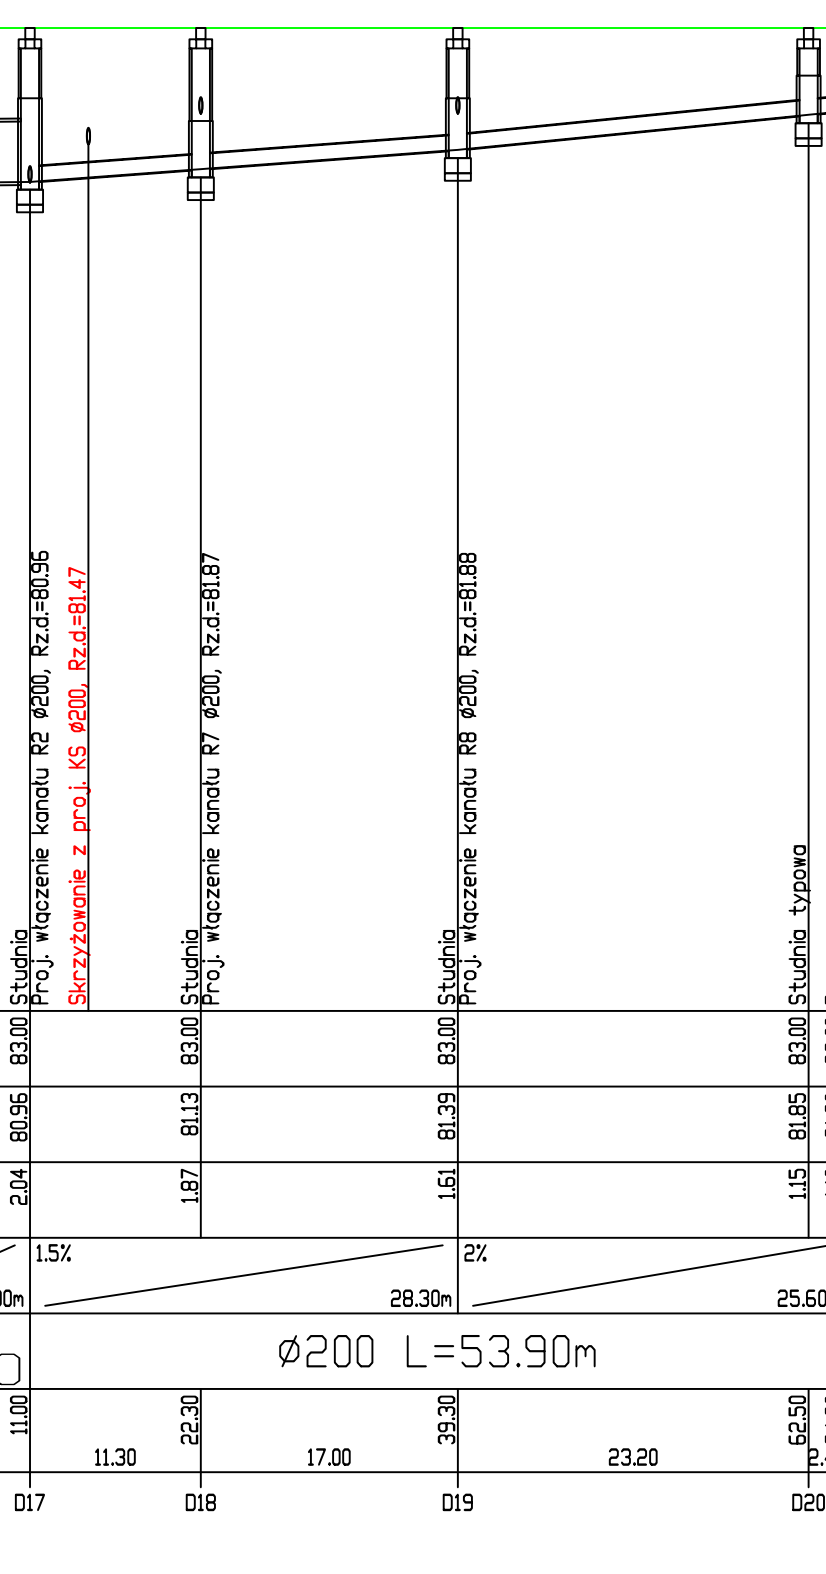 Studnia
Proj. włączenie kanału R2 ø200, Rz.d.=80.96
Skrzyżowanie z proj. KS ø200, Rz.d.=81.47
Studnia
Proj. włączenie kanału R7 ø200, Rz.d.=81.87
Studnia
Proj. włączenie kanału R8 ø200, Rz.d.=81.88
Studnia typowa
83.00 83.00 83.00 83.00
80.96 81.13 81.39 81.85
2.04 1.87 1.61 1.15
1.5% 2%
0m 28.30m 25.60
Ø200 L=53.90m
11.00 22.30 39.30 62.50
11.30 17.00 23.20 2.
D17 D18 D19 D20